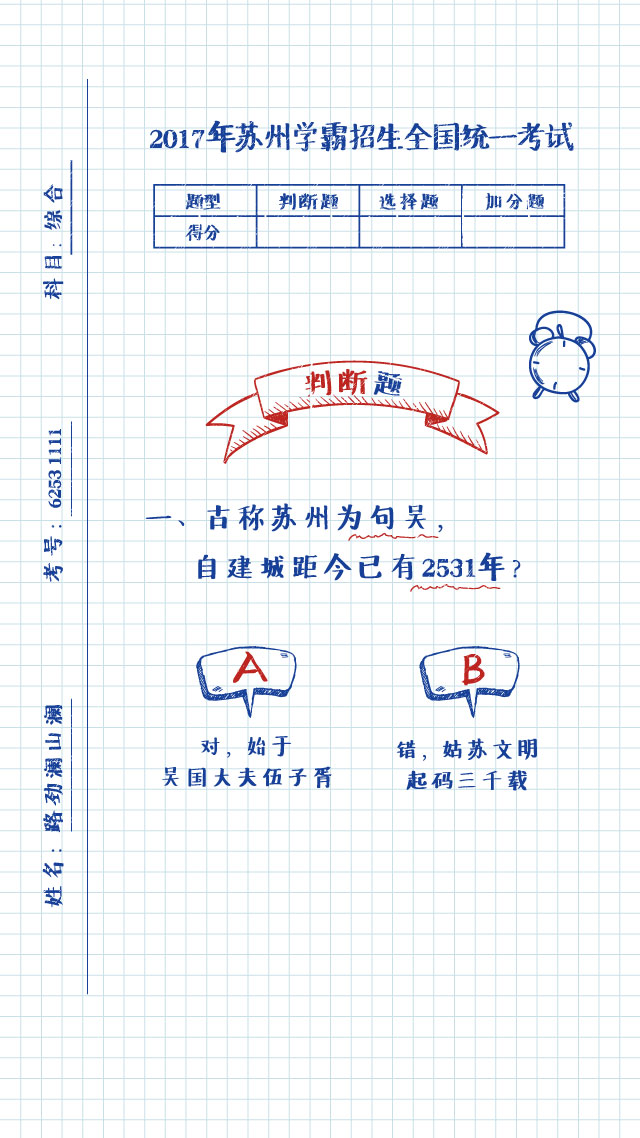 2017年苏州学霸招生全国统一考试
题型 判断题 选择题 加分题
得分
科目：综合
考号：6253 1111
姓名：路劲澜山澜
判断题
一、古称苏州为句吴，
自建城距今已有2531年？
A
对，始于
吴国大夫伍子胥
B
错，姑苏文明
起码三千载